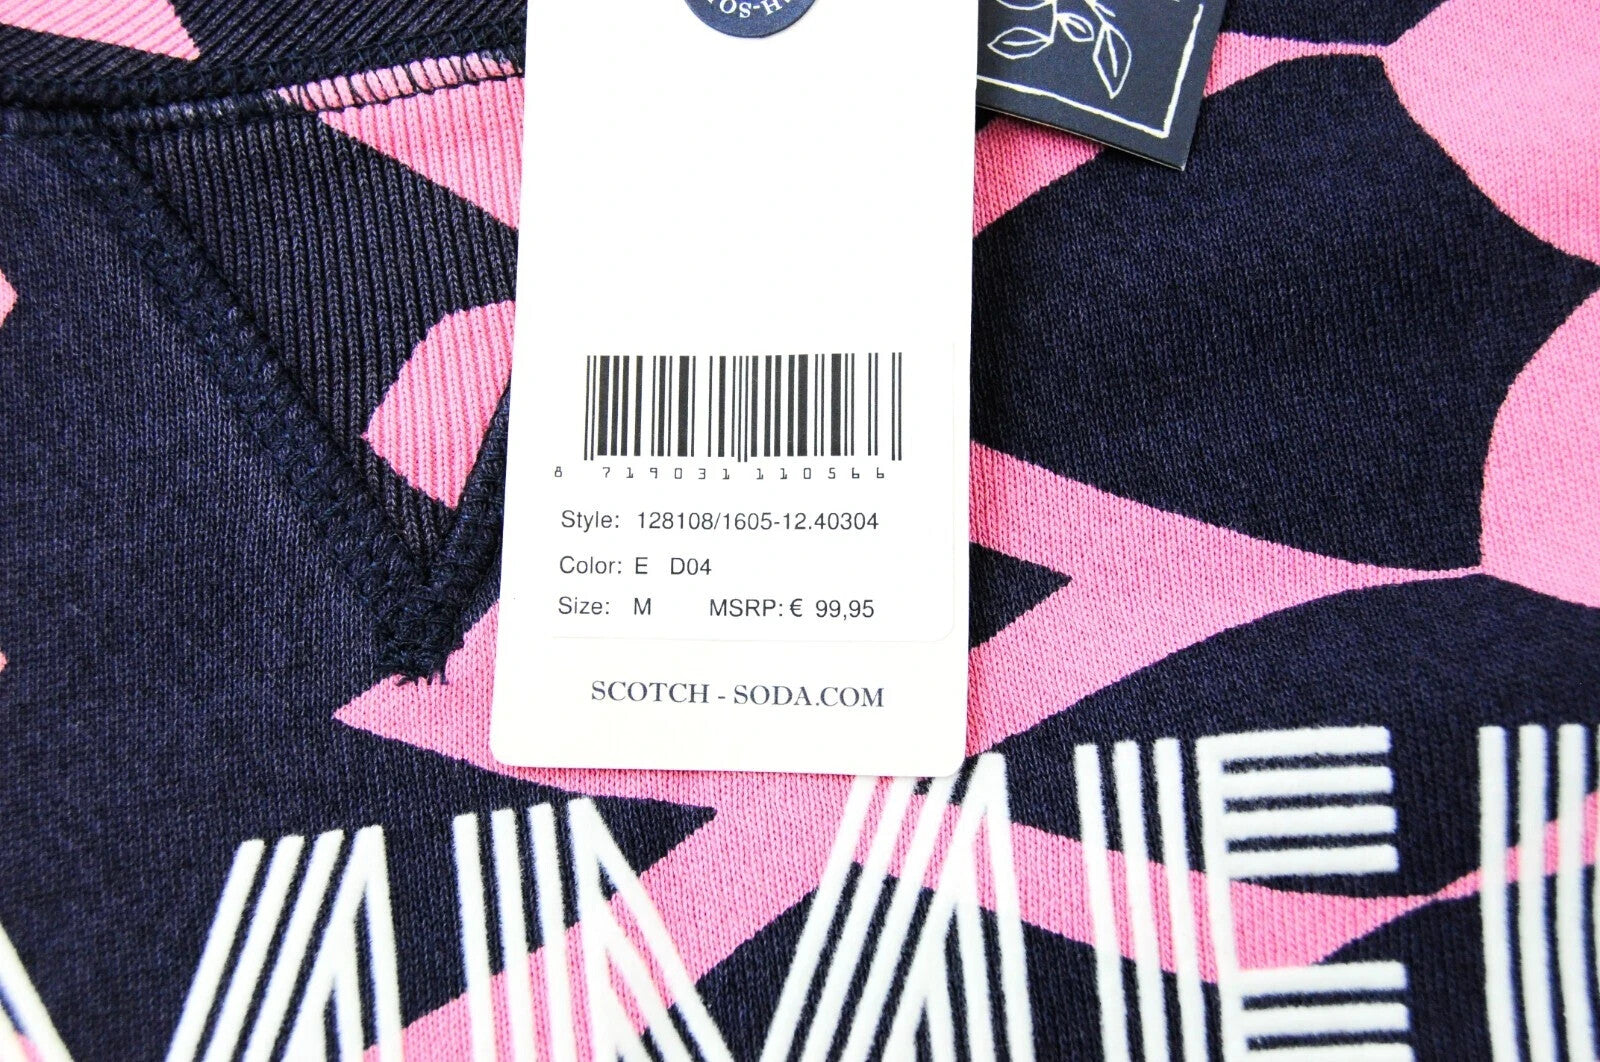 8 719031 110566
Style: 128108/1605-12.40304
Color: E D04
Size: M MSRP: € 99,95
SCOTCH - SODA.COM